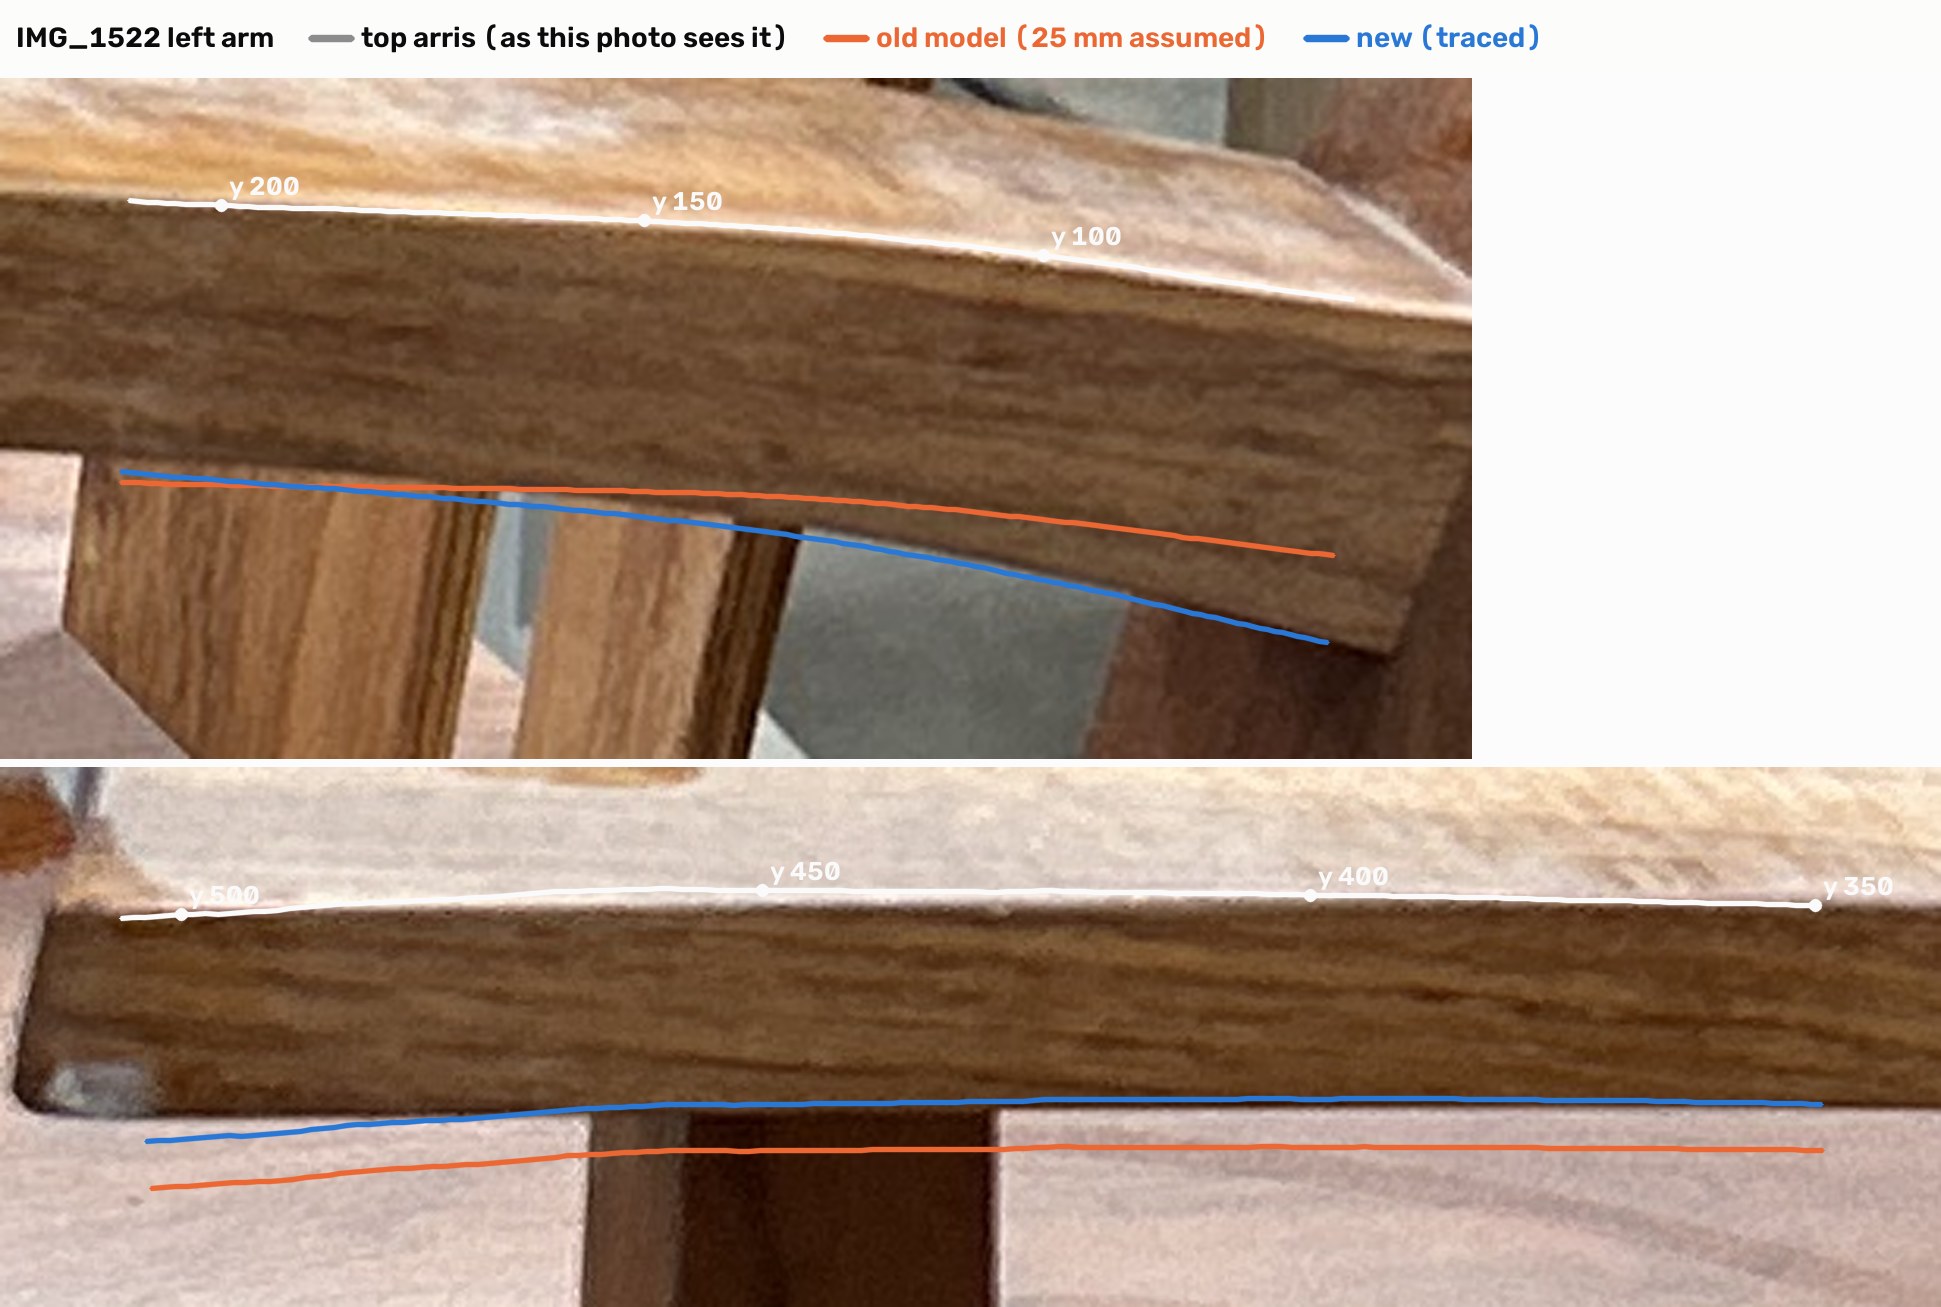 IMG_1522 left arm top arris (as this photo sees it) old model (25 mm assumed) new (traced)
y 200
y 150
y 100
y 450
y 400
y 350
y 500